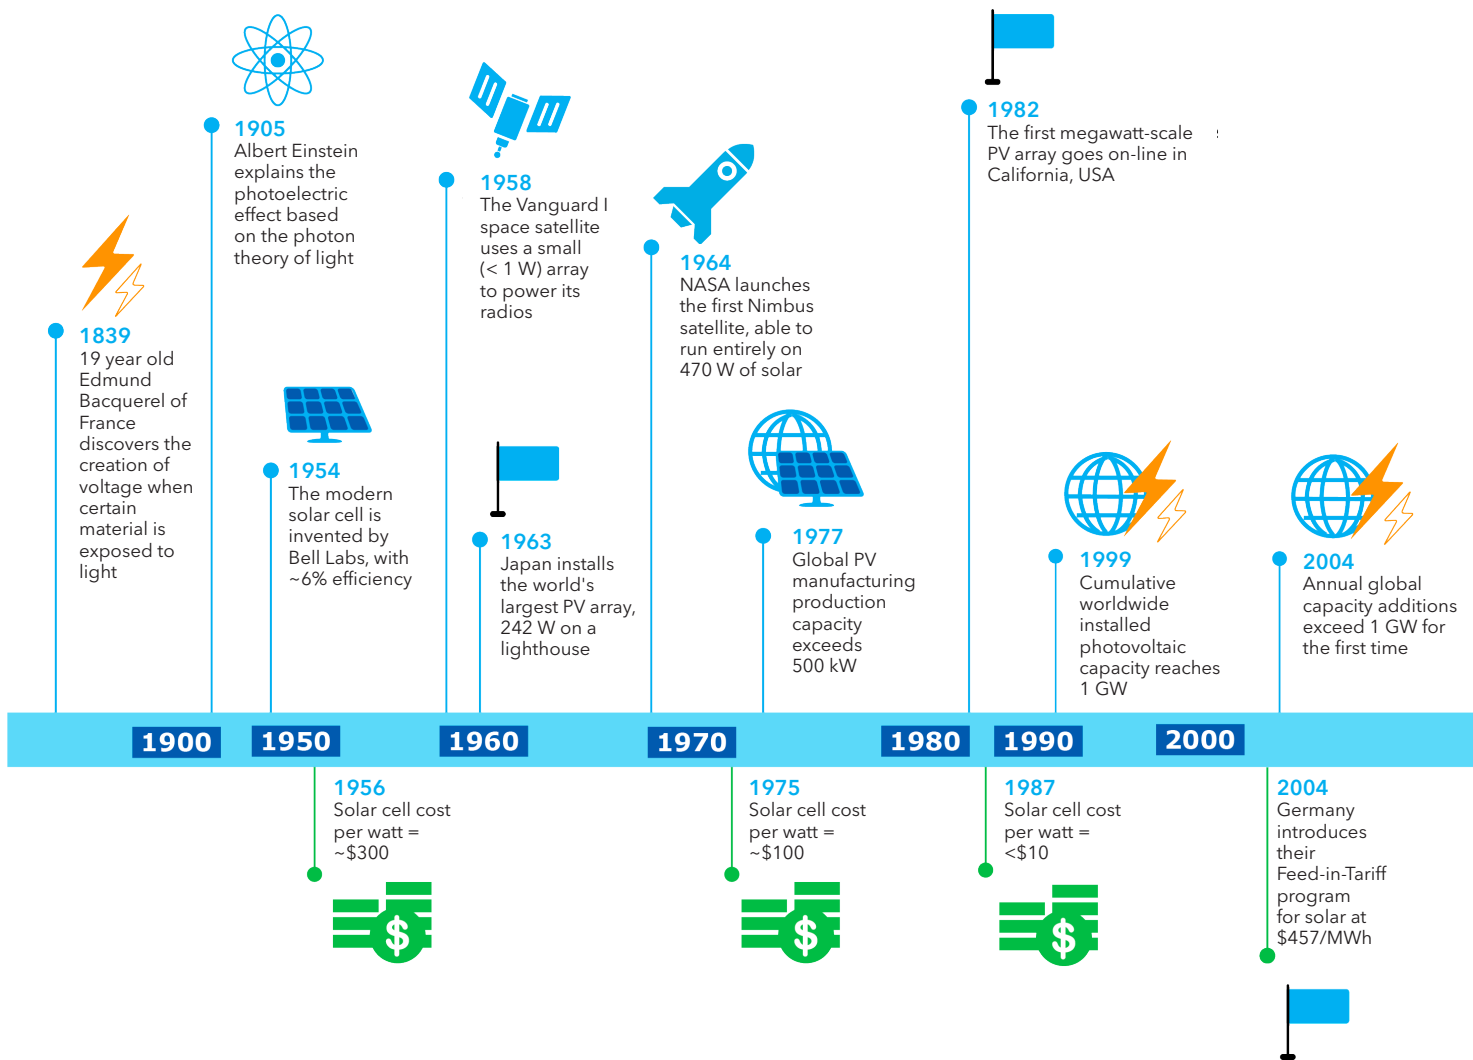 1905
Albert Einstein
explains the
photoelectric
effect based
on the photon
theory of light
1958
The Vanguard I
space satellite
uses a small
(< 1 W) array
to power its
radios
1982
The first megawatt-scale
PV array goes on-line in
California, USA
1964
NASA launches
the first Nimbus
satellite, able to
run entirely on
470 W of solar
1839
19 year old
Edmund
Bacquerel of
France
discovers the
creation of
voltage when
certain
material is
exposed to
light
1954
The modern
solar cell is
invented by
Bell Labs, with
~6% efficiency
1963
Japan installs
the world's
largest PV array,
242 W on a
lighthouse
1977
Global PV
manufacturing
production
capacity
exceeds
500 kW
1999
Cumulative
worldwide
installed
photovoltaic
capacity reaches
1 GW
2004
Annual global
capacity additions
exceed 1 GW for
the first time
1900
1950
1960
1970
1980
1990
2000
1956
Solar cell cost
per watt =
~$300
1975
Solar cell cost
per watt =
~$100
1987
Solar cell cost
per watt =
<$10
2004
Germany
introduces
their
Feed-in-Tariff
program
for solar at
$457/MWh
$
$
$